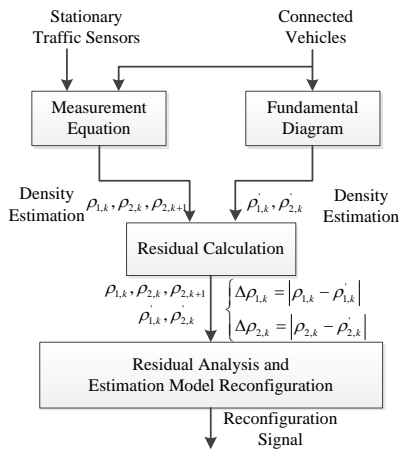 Stationary
Traffic Sensors
Connected
Vehicles
Measurement
Equation
Fundamental
Diagram
Density
Estimation
ρ1,k, ρ2,k, ρ2,k+1
ρ'1,k, ρ'2,k
Density
Estimation
Residual Calculation
ρ1,k, ρ2,k, ρ2,k+1
ρ'1,k, ρ'2,k
Δρ1,k = |ρ1,k − ρ'1,k|
Δρ2,k = |ρ2,k − ρ'2,k|
Residual Analysis and
Estimation Model Reconfiguration
Reconfiguration
Signal